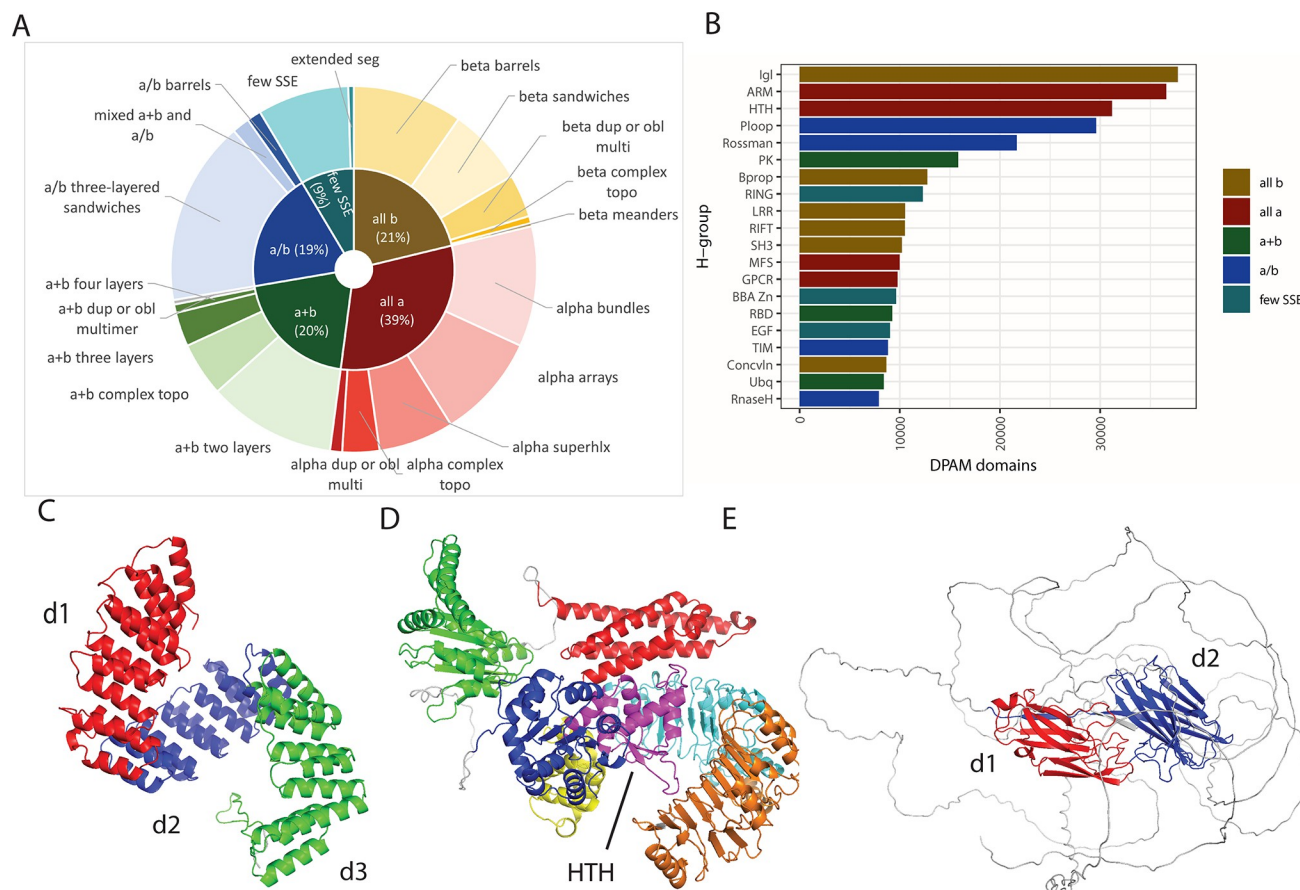 A
extended seg
few SSE
a/b barrels
mixed a+b and
a/b
a/b three-layered
sandwiches
a+b four layers
a+b dup or obl
multimer
a+b three layers
a+b complex topo
a+b two layers
alpha dup or obl
multi
alpha complex
topo
alpha superhlx
alpha arrays
alpha bundles
beta meanders
beta complex
topo
beta dup or obl
multi
beta sandwiches
beta barrels
few SSE
(9%)
all b
(21%)
a/b (19%)
a+b
(20%)
all a
(39%)
B
H-group
Igl
ARM
HTH
Ploop
Rossman
PK
Bprop
RING
LRR
RIFT
SH3
MFS
GPCR
BBA Zn
RBD
EGF
TIM
Concvln
Ubq
RnaseH
0
10000
20000
30000
DPAM domains
all b
all a
a+b
a/b
few SSE
C
d1
d2
d3
D
HTH
E
d1
d2